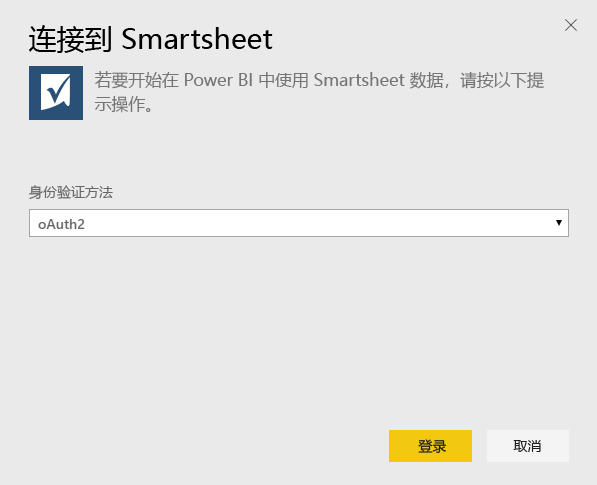 连接到 Smartsheet
若要开始在 Power BI 中使用 Smartsheet 数据，请按以下提
示操作。
身份验证方法
oAuth2
登录
取消